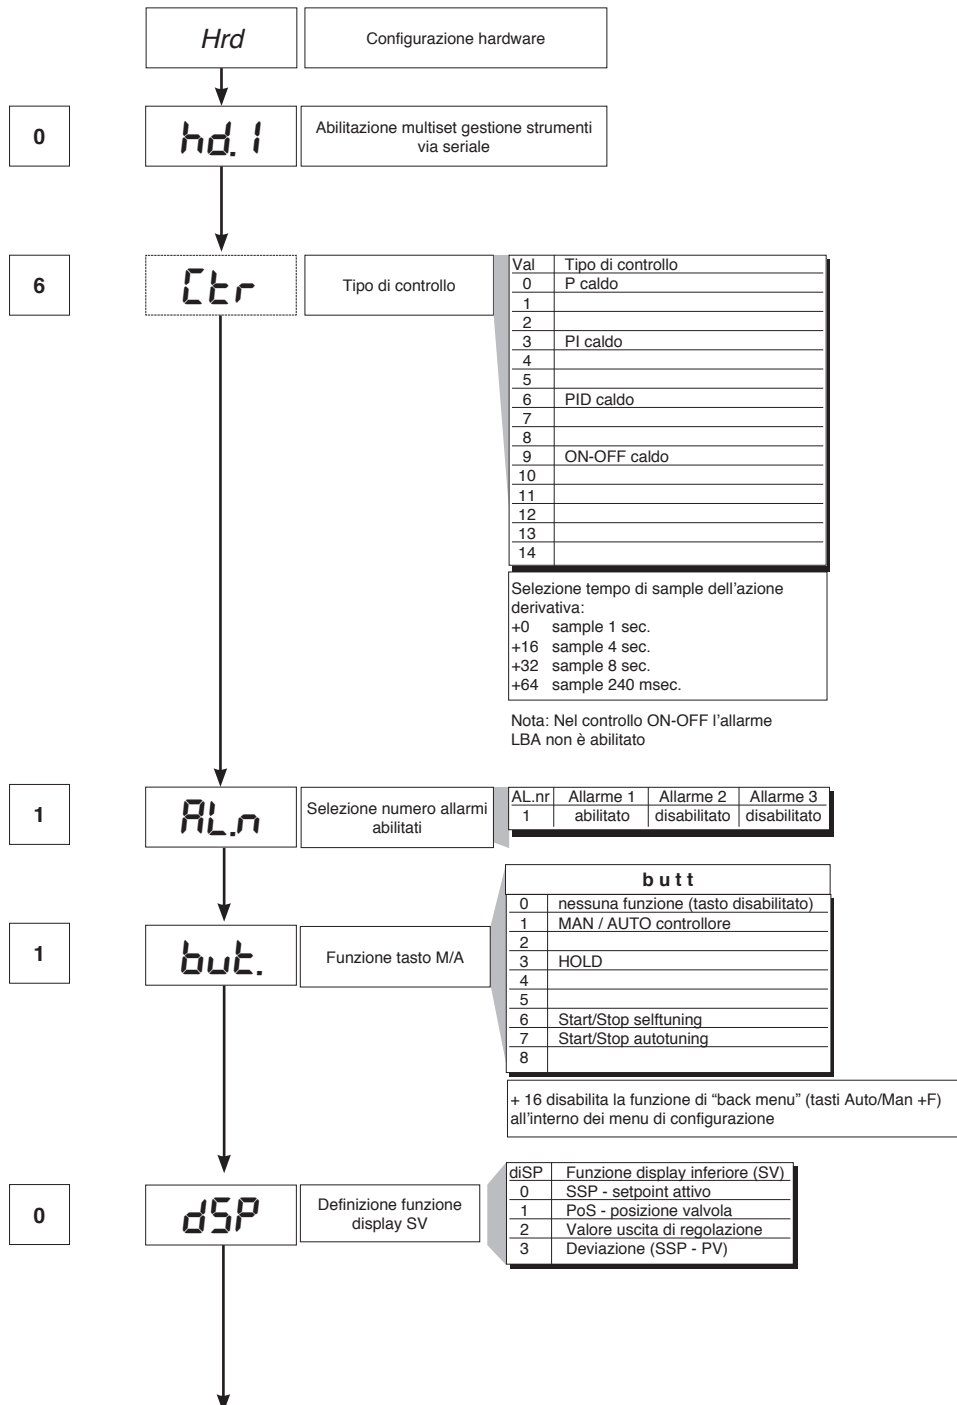 Hrd
Configurazione hardware
0
hd. 1
Abilitazione multiset gestione strumenti
via seriale
6
Ctr
Tipo di controllo
Val Tipo di controllo
0 P caldo
1
2
3 PI caldo
4
5
6 PID caldo
7
8
9 ON-OFF caldo
10
11
12
13
14
Selezione tempo di sample dell'azione
derivativa:
+0 sample 1 sec.
+16 sample 4 sec.
+32 sample 8 sec.
+64 sample 240 msec.
Nota: Nel controllo ON-OFF l'allarme
LBA non è abilitato
1
AL.n
Selezione numero allarmi
abilitati
AL.nr Allarme 1 Allarme 2 Allarme 3
1 abilitato disabilitato disabilitato
1
but.
Funzione tasto M/A
b u t t
0 nessuna funzione (tasto disabilitato)
1 MAN / AUTO controllore
2
3 HOLD
4
5
6 Start/Stop selftuning
7 Start/Stop autotuning
8
+ 16 disabilita la funzione di “back menu” (tasti Auto/Man +F)
all'interno dei menu di configurazione
0
dSP
Definizione funzione
display SV
diSP Funzione display inferiore (SV)
0 SSP - setpoint attivo
1 PoS - posizione valvola
2 Valore uscita di regolazione
3 Deviazione (SSP - PV)